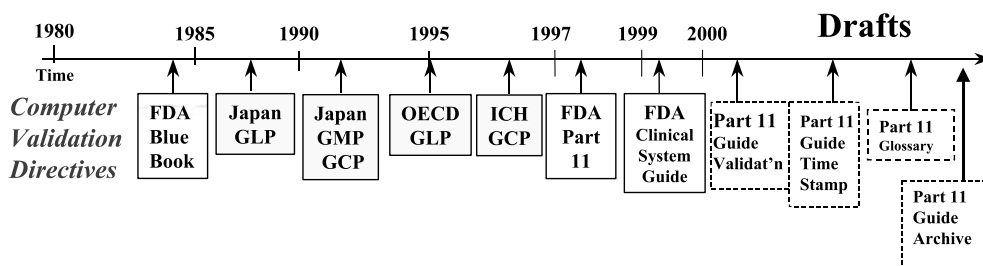 1980
1985
1990
1995
1997
1999
2000
Drafts
Time
Computer
Validation
Directives
FDA
Blue
Book
Japan
GLP
Japan
GMP
GCP
OECD
GLP
ICH
GCP
FDA
Part
11
FDA
Clinical
System
Guide
Part 11
Guide
Validat'n
Part 11
Guide
Time
Stamp
Part 11
Glossary
Part 11
Guide
Archive